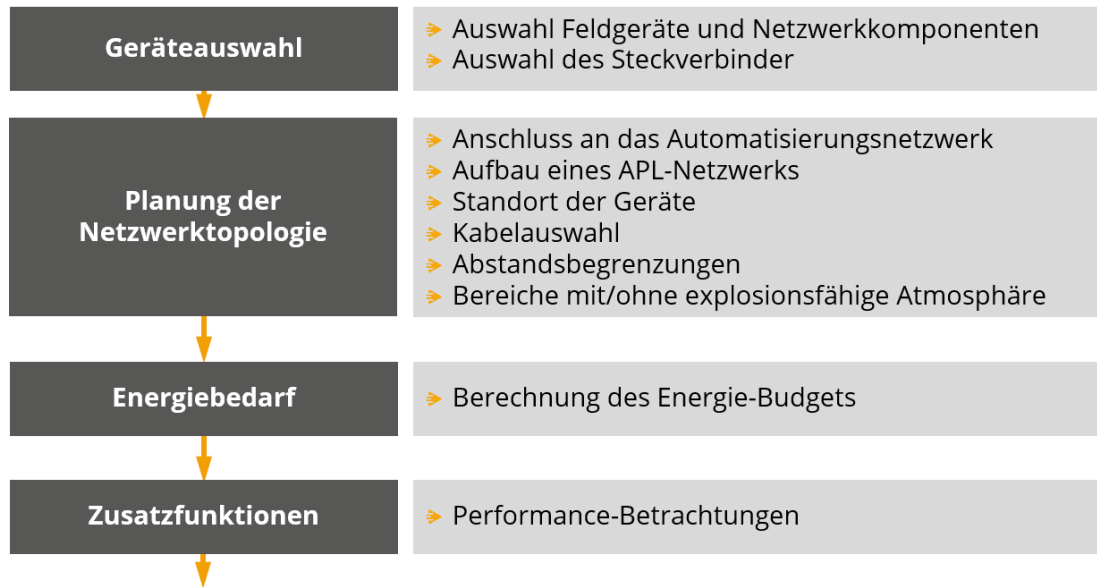 Geräteauswahl
Auswahl Feldgeräte und Netzwerkkomponenten
Auswahl des Steckverbinder
Planung der
Netzwerktopologie
Anschluss an das Automatisierungsnetzwerk
Aufbau eines APL-Netzwerks
Standort der Geräte
Kabelauswahl
Abstandsbegrenzungen
Bereiche mit/ohne explosionsfähige Atmosphäre
Energiebedarf
Berechnung des Energie-Budgets
Zusatzfunktionen
Performance-Betrachtungen